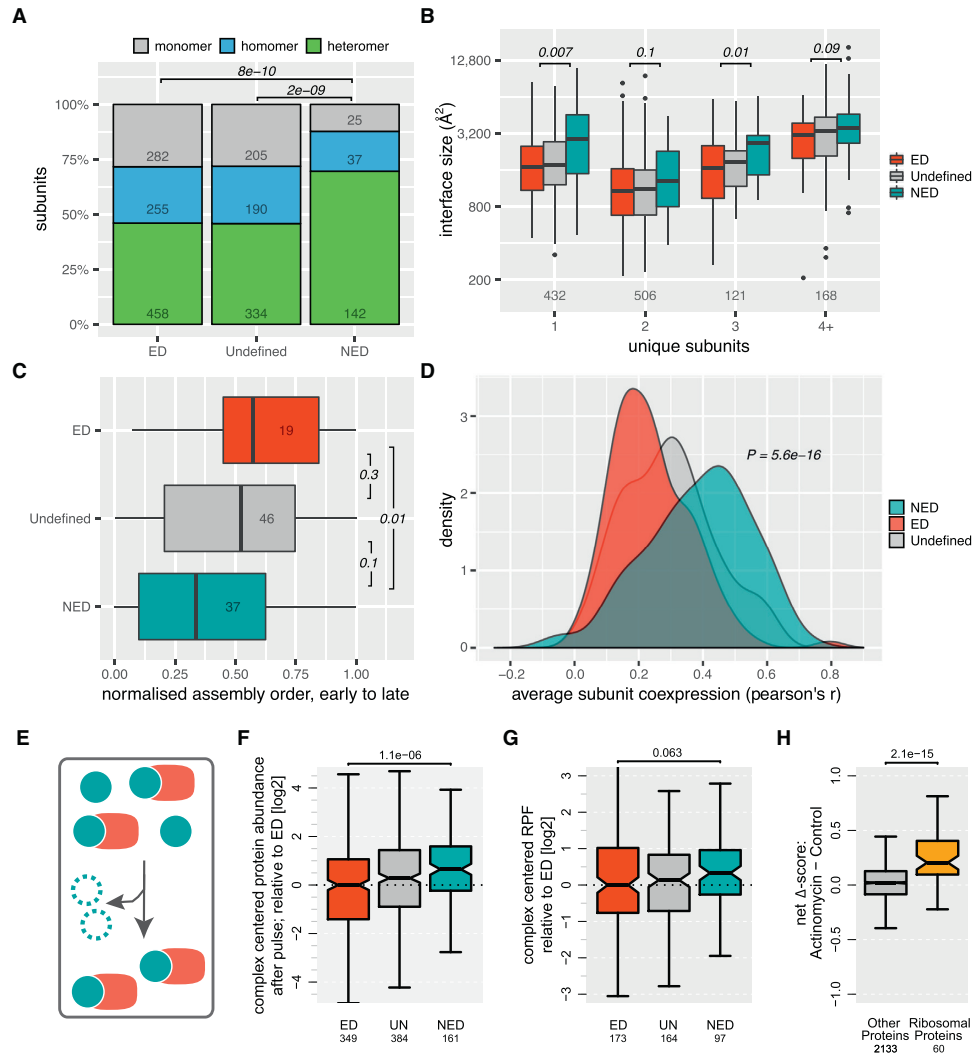 A
monomer homomer heteromer
8e−10
2e−09
100%
75%
50%
25%
0%
subunits
282 205 25
255 190 37
458 334 142
ED Undefined NED
B
0.007 0.1 0.01 0.09
12,800
3,200
800
200
interface size (Å²)
432 506 121 168
1 2 3 4+
unique subunits
ED
Undefined
NED
C
ED
Undefined
NED
19
46
37
0.3
0.01
0.1
0.00 0.25 0.50 0.75 1.00
normalised assembly order, early to late
D
P = 5.6e−16
3
2
1
0
density
−0.2 0.0 0.2 0.4 0.6 0.8
average subunit coexpression (pearson's r)
NED
ED
Undefined
E
F
1.1e−06
complex centered protein abundance
after pulse; relative to ED [log2]
4
2
0
−2
−4
ED UN NED
349 384 161
G
0.063
complex centered RPF
relative to ED [log2]
3
2
1
0
−1
−2
−3
ED UN NED
173 164 97
H
2.1e−15
net Δ-score:
Actinomycin − Control
1.0
0.5
0.0
−0.5
−1.0
Other Ribosomal
Proteins Proteins
2133 60